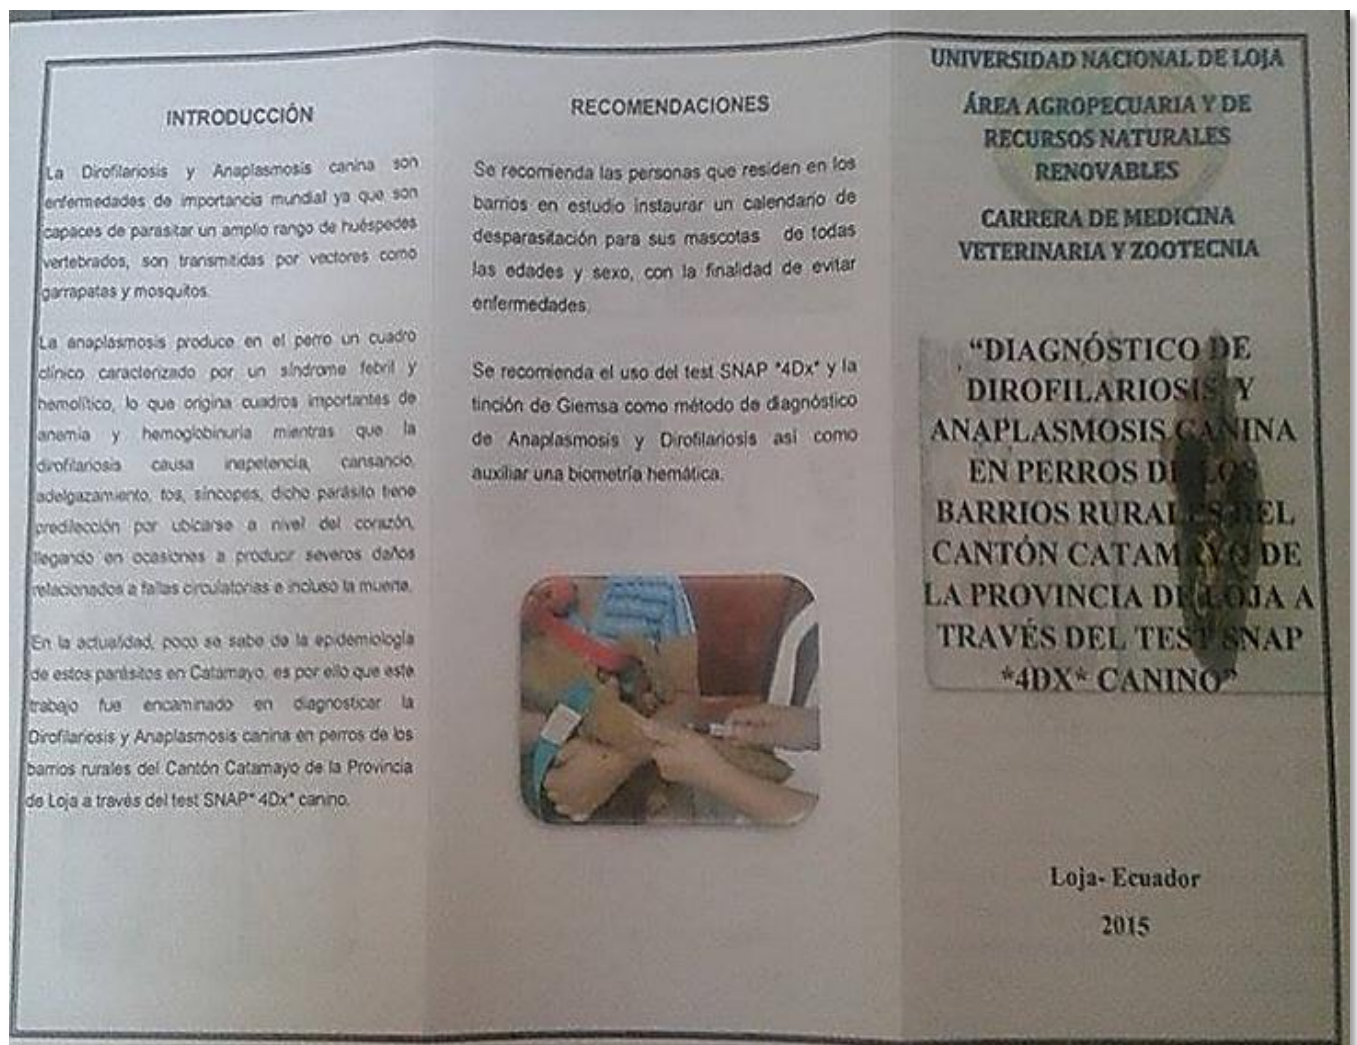 INTRODUCCIÓN
La Dirofilariosis y Anaplasmosis canina son
enfermedades de importancia mundial ya que son
capaces de parasitar un amplio rango de huéspedes
vertebrados, son transmitidas por vectores como
garrapatas y mosquitos.
La anaplasmosis produce en el perro un cuadro
clínico caracterizado por un síndrome febril y
hemolítico, lo que origina cuadros importantes de
anemia y hemoglobinuria mientras que la
dirofilariosis causa inapetencia, cansancio,
adelgazamiento, tos, síncopes, dicho parásito tiene
predilección por ubicarse a nivel del corazón,
llegando en ocasiones a producir severos daños
relacionados a fallas circulatorias e incluso la muerte.
En la actualidad, poco se sabe de la epidemiología
de estos parásitos en Catamayo, es por ello que este
trabajo fue encaminado en diagnosticar la
Dirofilariosis y Anaplasmosis canina en perros de los
barrios rurales del Cantón Catamayo de la Provincia
de Loja a través del test SNAP* 4Dx* canino.
RECOMENDACIONES
Se recomienda las personas que residen en los
barrios en estudio instaurar un calendario de
desparasitación para sus mascotas de todas
las edades y sexo, con la finalidad de evitar
enfermedades.
Se recomienda el uso del test SNAP *4Dx* y la
tinción de Giemsa como método de diagnóstico
de Anaplasmosis y Dirofilariosis así como
auxiliar una biometría hemática.
UNIVERSIDAD NACIONAL DE LOJA
ÁREA AGROPECUARIA Y DE
RECURSOS NATURALES
RENOVABLES
CARRERA DE MEDICINA
VETERINARIA Y ZOOTECNIA
“DIAGNÓSTICO DE
DIROFILARIOSIS Y
ANAPLASMOSIS CANINA
EN PERROS DE LOS
BARRIOS RURALES DEL
CANTÓN CATAMAYO DE
LA PROVINCIA DE LOJA A
TRAVÉS DEL TEST SNAP
*4DX* CANINO”
Loja- Ecuador
2015